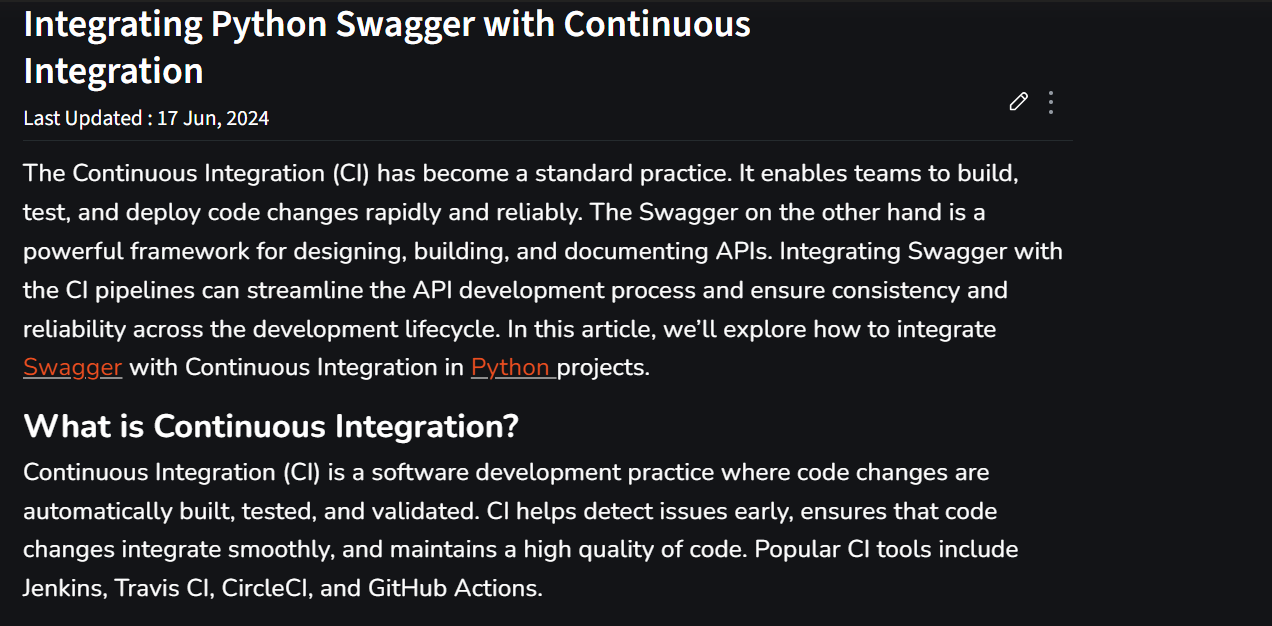 Integrating Python Swagger with Continuous
Integration
Last Updated : 17 Jun, 2024
The Continuous Integration (CI) has become a standard practice. It enables teams to build,
test, and deploy code changes rapidly and reliably. The Swagger on the other hand is a
powerful framework for designing, building, and documenting APIs. Integrating Swagger with
the CI pipelines can streamline the API development process and ensure consistency and
reliability across the development lifecycle. In this article, we’ll explore how to integrate
Swagger with Continuous Integration in Python projects.
What is Continuous Integration?
Continuous Integration (CI) is a software development practice where code changes are
automatically built, tested, and validated. CI helps detect issues early, ensures that code
changes integrate smoothly, and maintains a high quality of code. Popular CI tools include
Jenkins, Travis CI, CircleCI, and GitHub Actions.